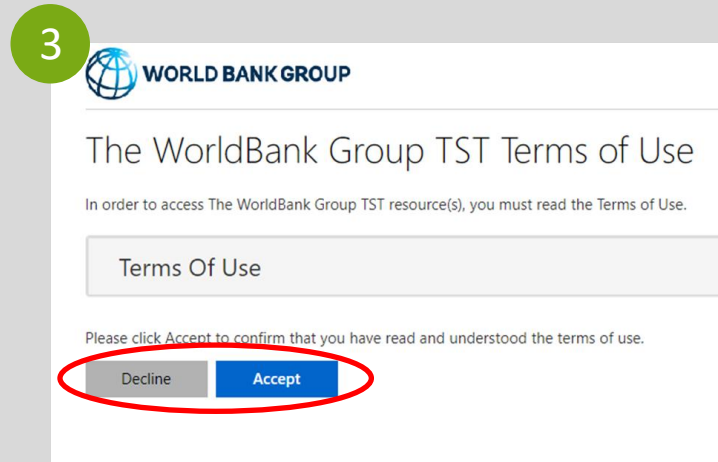 3
WORLD BANK GROUP
The WorldBank Group TST Terms of Use
In order to access The WorldBank Group TST resource(s), you must read the Terms of Use.
Terms Of Use
Please click Accept to confirm that you have read and understood the terms of use.
Decline Accept